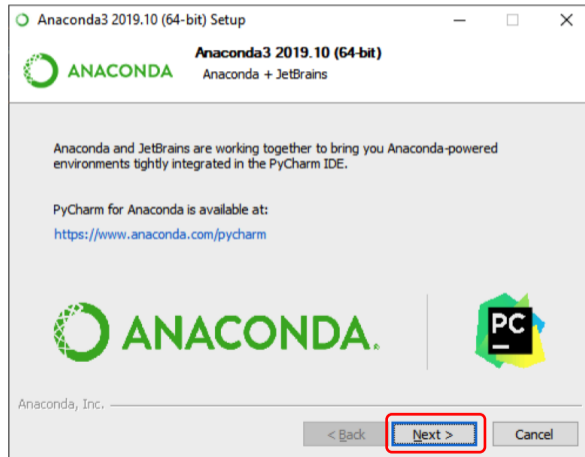 Anaconda3 2019.10 (64-bit) Setup
ANACONDA
Anaconda3 2019.10 (64-bit)
Anaconda + JetBrains
Anaconda and JetBrains are working together to bring you Anaconda-powered
environments tightly integrated in the PyCharm IDE.
PyCharm for Anaconda is available at:
https://www.anaconda.com/pycharm
ANACONDA.
PC
Anaconda, Inc.
< Back
Next >
Cancel